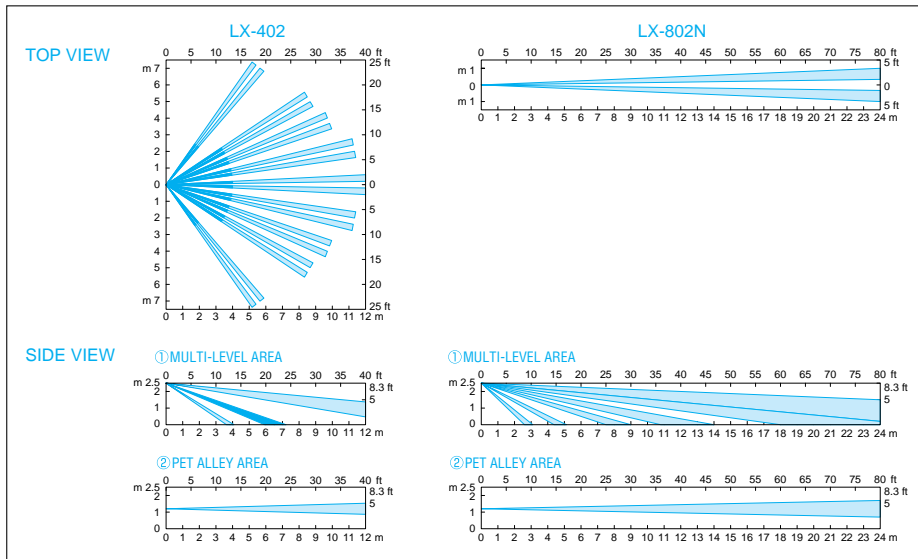 LX-402
LX-802N
TOP VIEW
0 5 10 15 20 25 30 35 40 ft
m 7
6
5
4
3
2
1
0
1
2
3
4
5
6
m 7
25 ft
20
15
10
5
0
5
10
15
20
25 ft
0 1 2 3 4 5 6 7 8 9 10 11 12 m
0 5 10 15 20 25 30 35 40 45 50 55 60 65 70 75 80 ft
m 1
0
m 1
5 ft
0
5 ft
0 1 2 3 4 5 6 7 8 9 10 11 12 13 14 15 16 17 18 19 20 21 22 23 24 m
SIDE VIEW
①MULTI-LEVEL AREA
0 5 10 15 20 25 30 35 40 ft
m 2.5
2
1
0
8.3 ft
5
0 1 2 3 4 5 6 7 8 9 10 11 12 m
①MULTI-LEVEL AREA
0 5 10 15 20 25 30 35 40 45 50 55 60 65 70 75 80 ft
m 2.5
2
1
0
8.3 ft
5
0 1 2 3 4 5 6 7 8 9 10 11 12 13 14 15 16 17 18 19 20 21 22 23 24 m
②PET ALLEY AREA
0 5 10 15 20 25 30 35 40 ft
m 2.5
2
1
0
8.3 ft
5
0 1 2 3 4 5 6 7 8 9 10 11 12 m
②PET ALLEY AREA
0 5 10 15 20 25 30 35 40 45 50 55 60 65 70 75 80 ft
m 2.5
2
1
0
8.3 ft
5
0 1 2 3 4 5 6 7 8 9 10 11 12 13 14 15 16 17 18 19 20 21 22 23 24 m